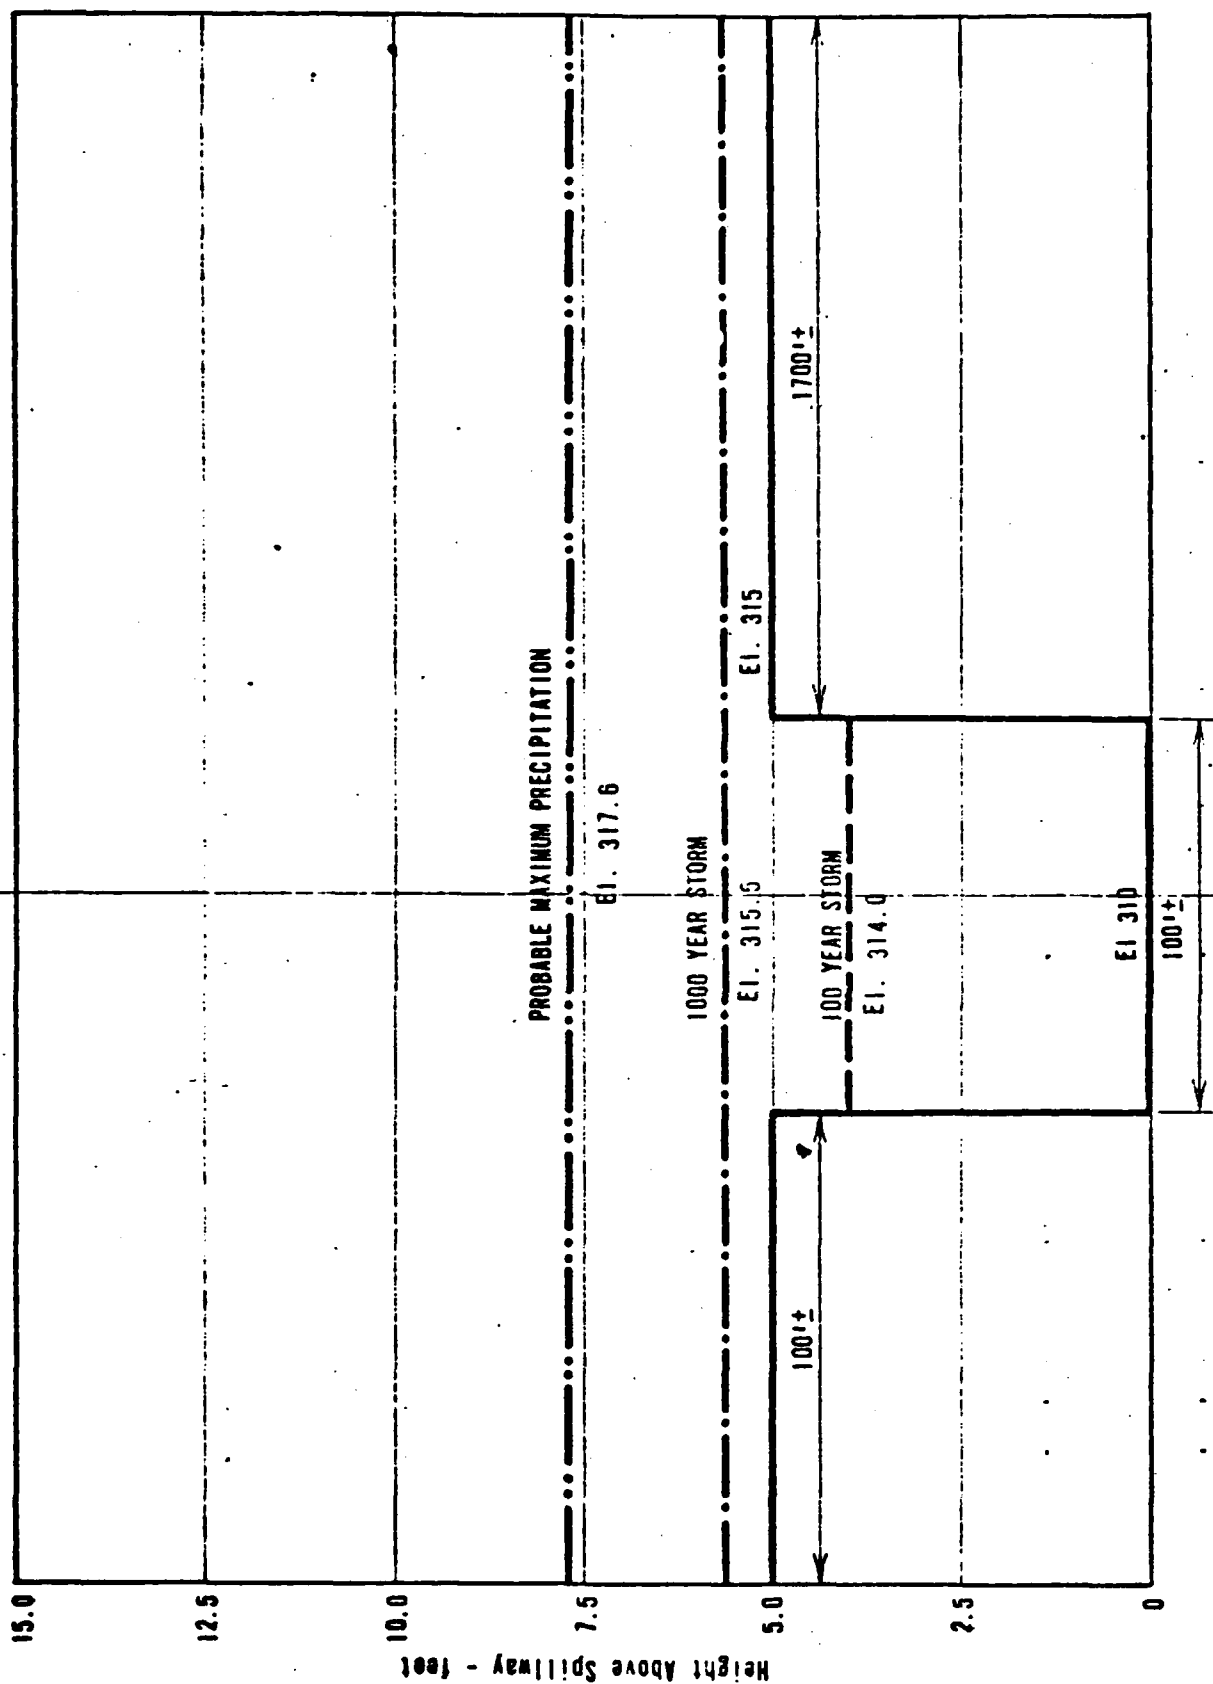 Height Above Spillway - feet
15.0
12.5
10.0
7.5
5.0
2.5
0
PROBABLE MAXIMUM PRECIPITATION
El. 317.6
1000 YEAR STORM
El. 315.5
El. 315
100 YEAR STORM
El. 314.0
100'±
1700'±
El 310
100'±